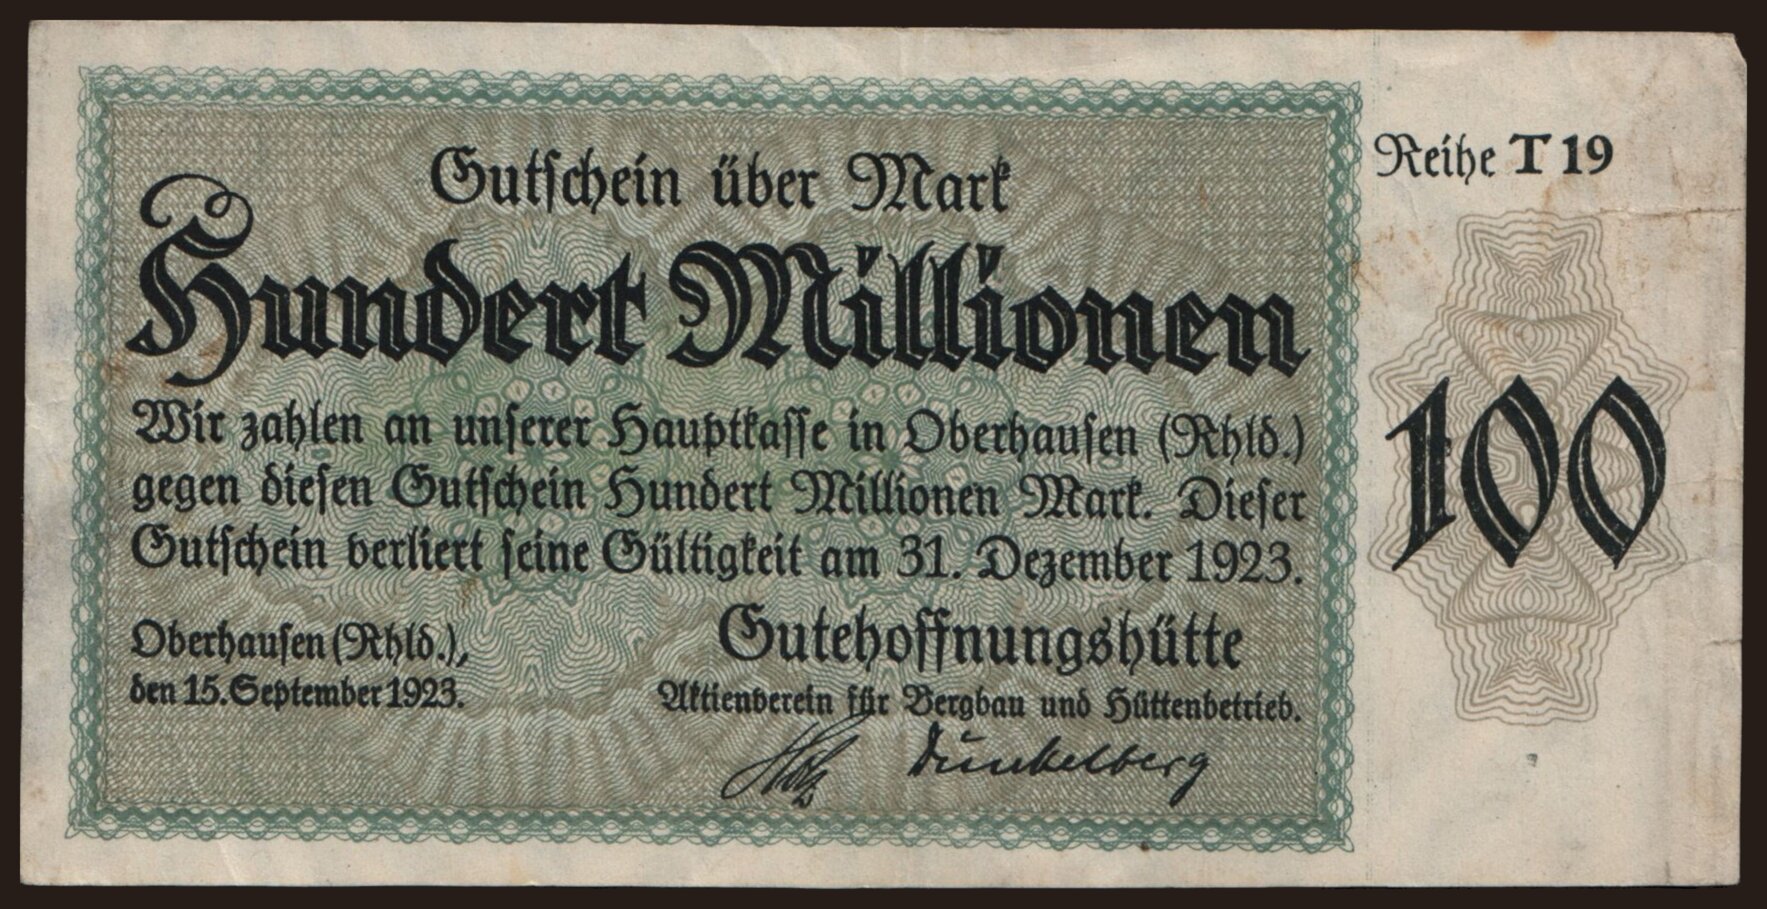 Gutschein über Mark
Hundert Millionen
Wir zahlen an unserer Hauptkasse in Oberhausen (Rhld.)
gegen diesen Gutschein Hundert Millionen Mark. Dieser
Gutschein verliert seine Gültigkeit am 31. Dezember 1923.
Oberhausen (Rhld.),
den 15. September 1923.
Gutehoffnungshütte
Aktienverein für Bergbau und Hüttenbetrieb.
Dunkelberg
Reihe T 19
100